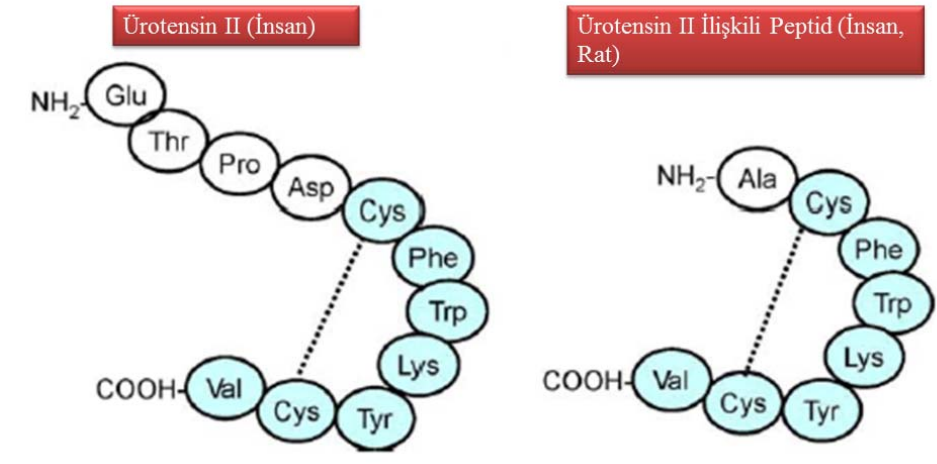 Ürotensin II (İnsan)
NH2-
Glu
Thr
Pro
Asp
Cys
Phe
Trp
Lys
Tyr
Cys
Val
COOH-
Ürotensin II İlişkili Peptid (İnsan,
Rat)
NH2-
Ala
Cys
Phe
Trp
Lys
Tyr
Cys
Val
COOH-